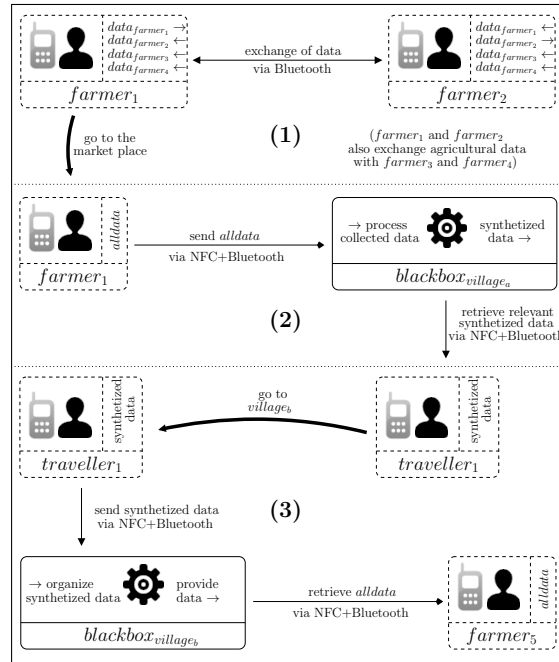 data_farmer₁ →
data_farmer₂ ←
data_farmer₃ ←
data_farmer₄ ←
farmer₁
exchange of data
via Bluetooth
data_farmer₁ ←
data_farmer₂ →
data_farmer₃ ←
data_farmer₄ ←
farmer₂
go to the
market place
(1)
(farmer₁ and farmer₂
also exchange agricultural data
with farmer₃ and farmer₄)
alldata
farmer₁
send alldata
via NFC+Bluetooth
→ process
collected data
synthetized
data →
blackbox_village_a
(2)
retrieve relevant
synthetized data
via NFC+Bluetooth
synthetized
data
traveller₁
go to
village_b
synthetized
data
traveller₁
send synthetized data
via NFC+Bluetooth
(3)
→ organize
synthetized data
provide
data →
blackbox_village_b
retrieve alldata
via NFC+Bluetooth
alldata
farmer₅